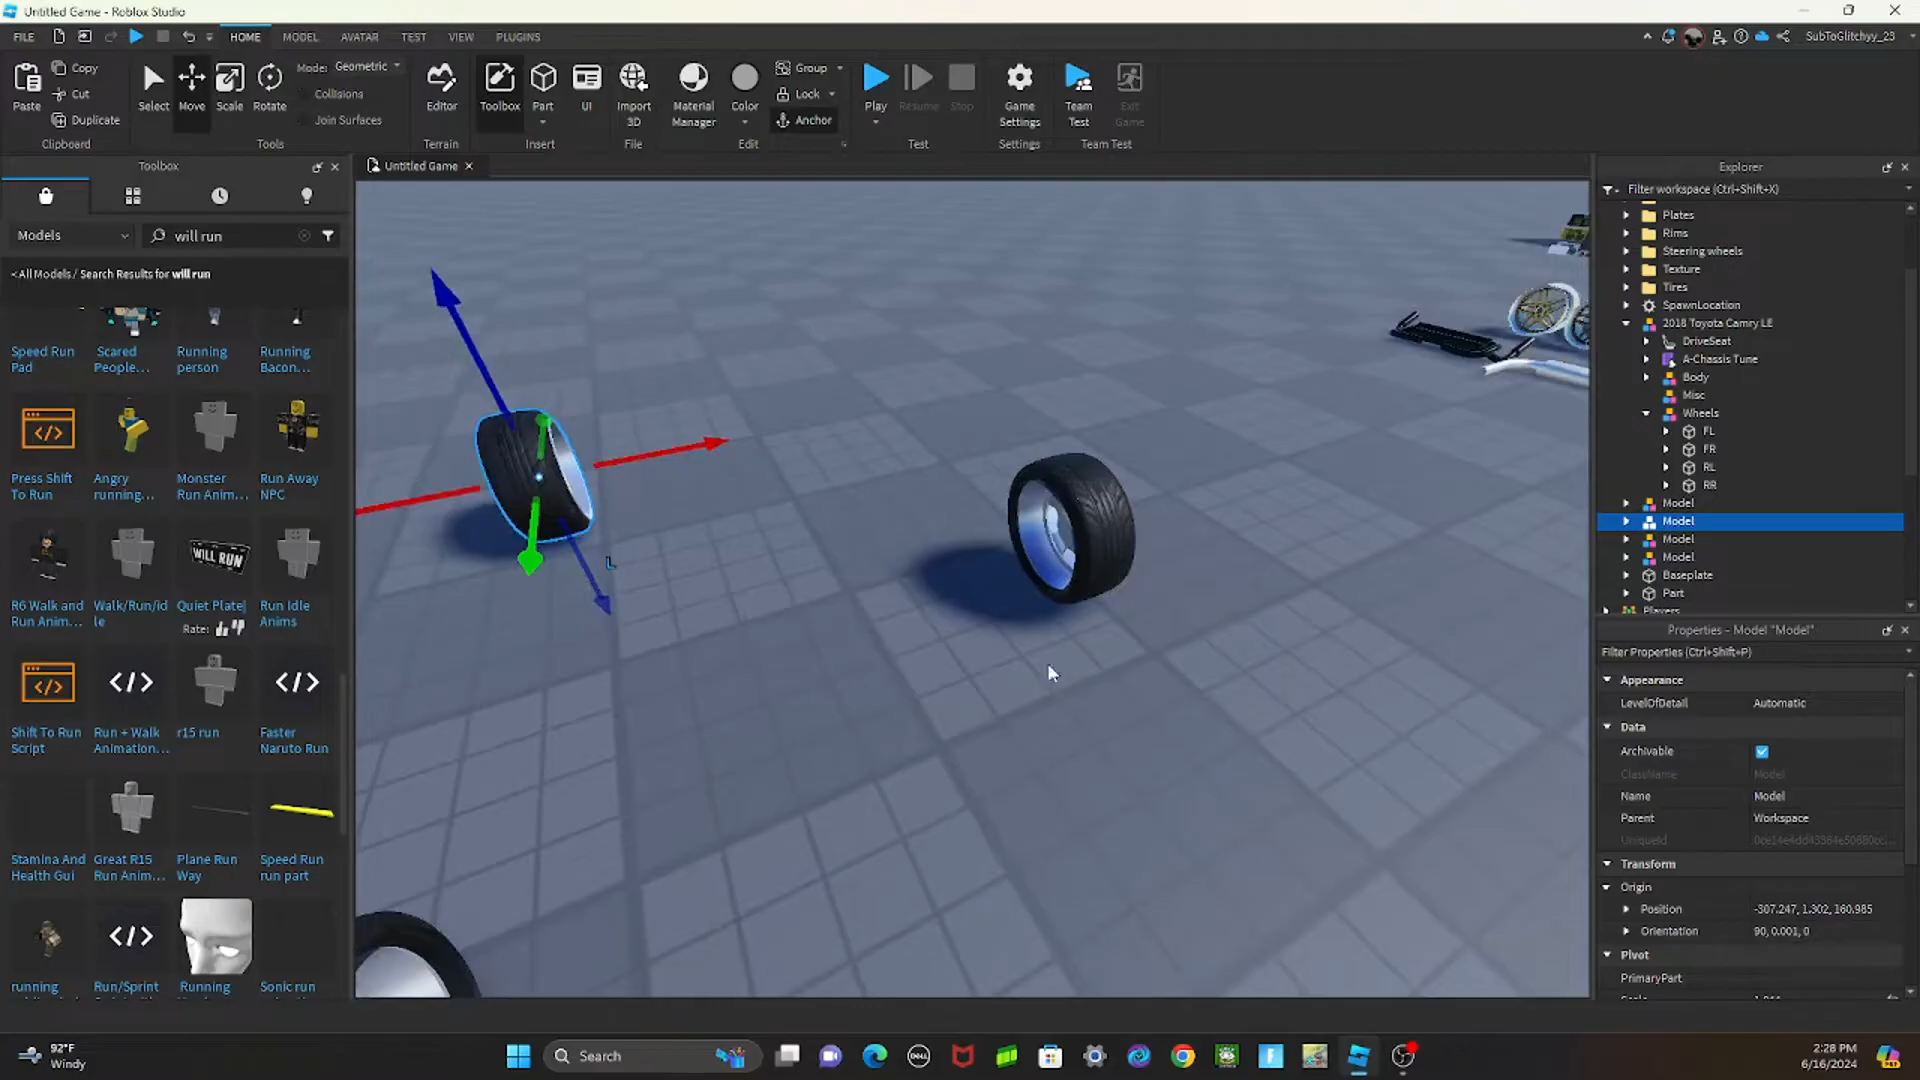 Untitled Game - Roblox Studio
FILE HOME MODEL AVATAR TEST VIEW PLUGINS SubToGlitchyy_23
Paste Copy Cut Duplicate Clipboard
Select Move Scale Rotate Mode: Geometric Collisions Join Surfaces Tools
Editor Terrain
Toolbox Part UI Insert
Import 3D File
Material Manager Color Group Lock Anchor Edit
Play Resume Stop Test
Game Settings Settings
Team Test Exit Game Team Test
Toolbox
Models
will run
<All Models / Search Results for will run
Speed Run Pad
Scared People...
Running person
Running Bacon...
Press Shift To Run
Angry running...
Monster Run Anim...
Run Away NPC
R6 Walk and Run Anim...
Walk/Run/idle
WILL RUN
Quiet Plate|
Rate:
Run Idle Anims
Shift To Run Script
Run + Walk Animation...
r15 run
Faster Naruto Run
Stamina And Health Gui
Great R15 Run Anim...
Plane Run Way
Speed Run run part
running
Run/Sprint
Running
Sonic run
Untitled Game
L
Explorer
Filter workspace (Ctrl+Shift+X)
Plates
Rims
Steering wheels
Texture
Tires
SpawnLocation
2018 Toyota Camry LE
DriveSeat
A-Chassis Tune
Body
Misc
Wheels
FL
FR
RL
RR
Model
Model
Model
Model
Baseplate
Part
Players
Properties - Model "Model"
Filter Properties (Ctrl+Shift+P)
Appearance
LevelOfDetail Automatic
Data
Archivable
ClassName Model
Name Model
Parent Workspace
UniqueId
Transform
Origin
Position -307.247, 1.302, 160.985
Orientation 90, 0.001, 0
Pivot
PrimaryPart
92°F
Windy
Search
DELL
2:28 PM
6/16/2024